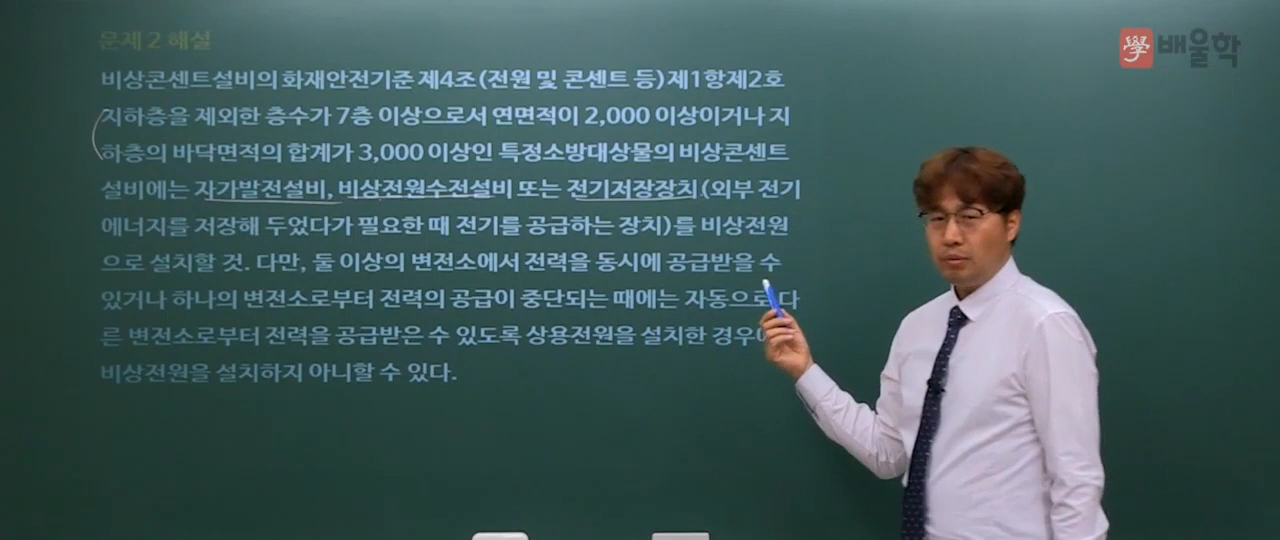 문제 2 해설
學 배울학
비상콘센트설비의 화재안전기준 제4조(전원 및 콘센트 등)제1항제2호
지하층을 제외한 층수가 7층 이상으로서 연면적이 2,000 이상이거나 지
하층의 바닥면적의 합계가 3,000 이상인 특정소방대상물의 비상콘센트
설비에는 자가발전설비, 비상전원수전설비 또는 전기저장장치(외부 전기
에너지를 저장해 두었다가 필요한 때 전기를 공급하는 장치)를 비상전원
으로 설치할 것. 다만, 둘 이상의 변전소에서 전력을 동시에 공급받을 수
있거나 하나의 변전소로부터 전력의 공급이 중단되는 때에는 자동으로 다
른 변전소로부터 전력을 공급받은 수 있도록 상용전원을 설치한
비상전원을 설치하지 아니할 수 있다.